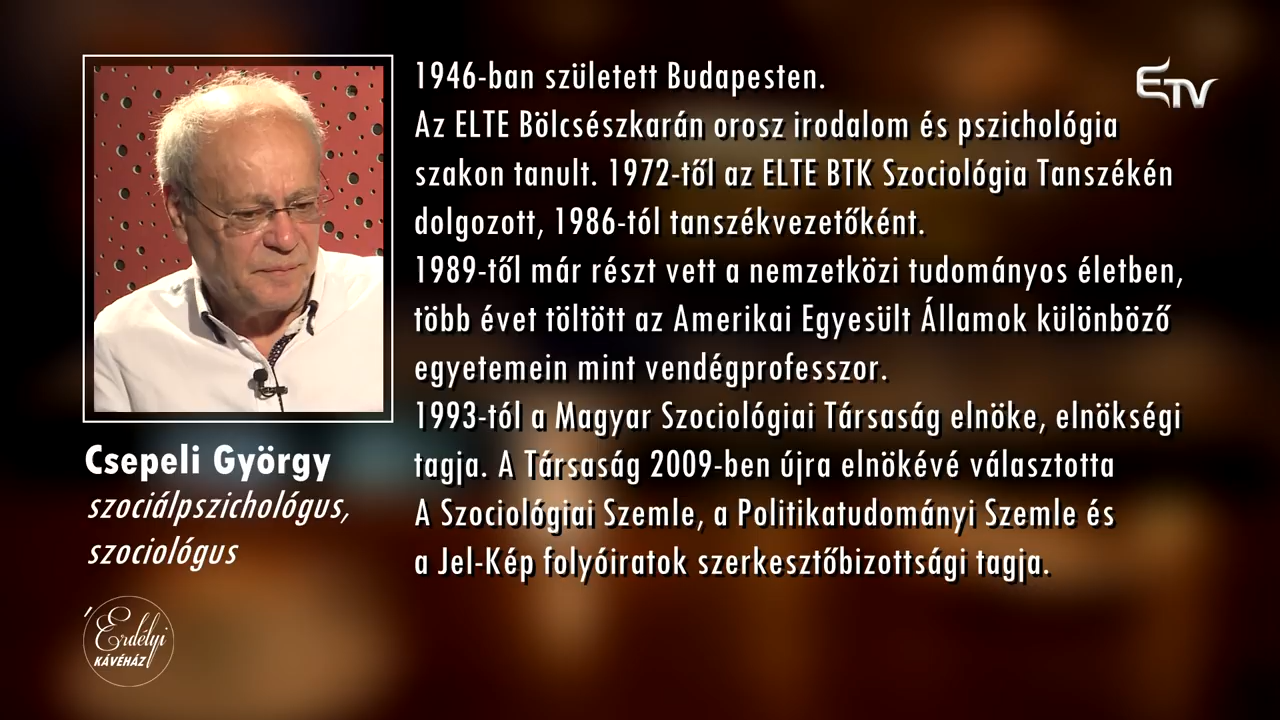 ETV
1946-ban született Budapesten.
Az ELTE Bölcsészkarán orosz irodalom és pszichológia
szakon tanult. 1972-től az ELTE BTK Szociológia Tanszékén
dolgozott, 1986-tól tanszékvezetőként.
1989-től már részt vett a nemzetközi tudományos életben,
több évet töltött az Amerikai Egyesült Államok különböző
egyetemein mint vendégprofesszor.
1993-tól a Magyar Szociológiai Társaság elnöke, elnökségi
tagja. A Társaság 2009-ben újra elnökévé választotta
A Szociológiai Szemle, a Politikatudományi Szemle és
a Jel-Kép folyóiratok szerkesztőbizottsági tagja.
Csepeli György
szociálpszichológus,
szociológus
Erdélyi
KÁVÉHÁZ